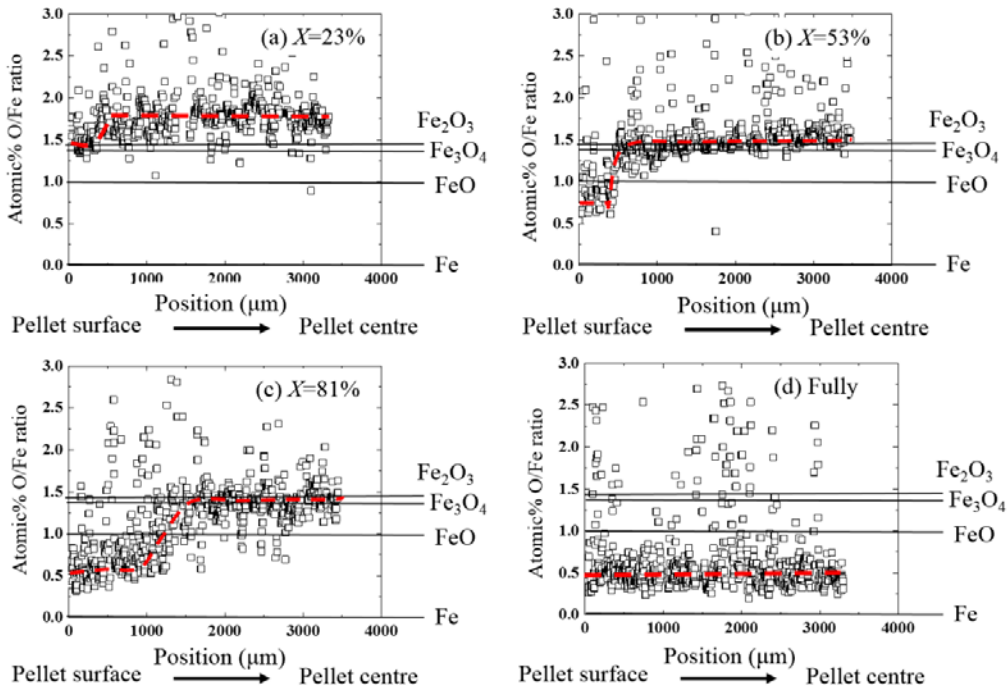 (a) X=23%
Atomic% O/Fe ratio
3.0
2.5
2.0
1.5
1.0
0.5
0.0
Fe2O3
Fe3O4
FeO
Fe
0 1000 2000 3000 4000
Position (μm)
Pellet surface Pellet centre
(b) X=53%
Atomic% O/Fe ratio
3.0
2.5
2.0
1.5
1.0
0.5
0.0
Fe2O3
Fe3O4
FeO
Fe
0 1000 2000 3000 4000
Position (μm)
Pellet surface Pellet centre
(c) X=81%
Atomic% O/Fe ratio
3.0
2.5
2.0
1.5
1.0
0.5
0.0
Fe2O3
Fe3O4
FeO
Fe
0 1000 2000 3000 4000
Position (μm)
Pellet surface Pellet centre
(d) Fully
Atomic% O/Fe ratio
3.0
2.5
2.0
1.5
1.0
0.5
0.0
Fe2O3
Fe3O4
FeO
Fe
0 1000 2000 3000 4000
Position (μm)
Pellet surface Pellet centre